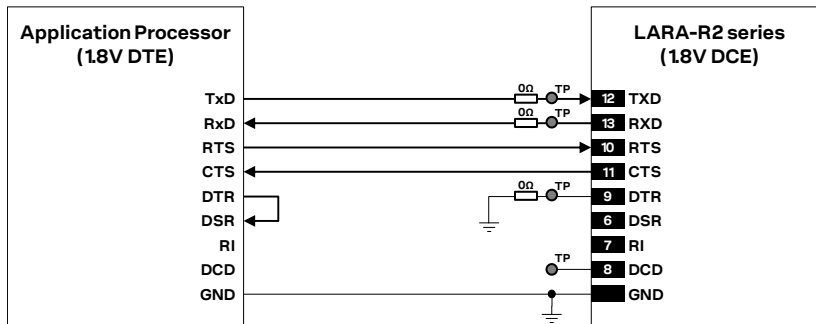 Application Processor
(1.8V DTE)
LARA-R2 series
(1.8V DCE)
TxD 0Ω TP 12 TXD
RxD 0Ω TP 13 RXD
RTS 10 RTS
CTS 11 CTS
DTR 0Ω TP 9 DTR
DSR 6 DSR
RI 7 RI
DCD TP 8 DCD
GND GND